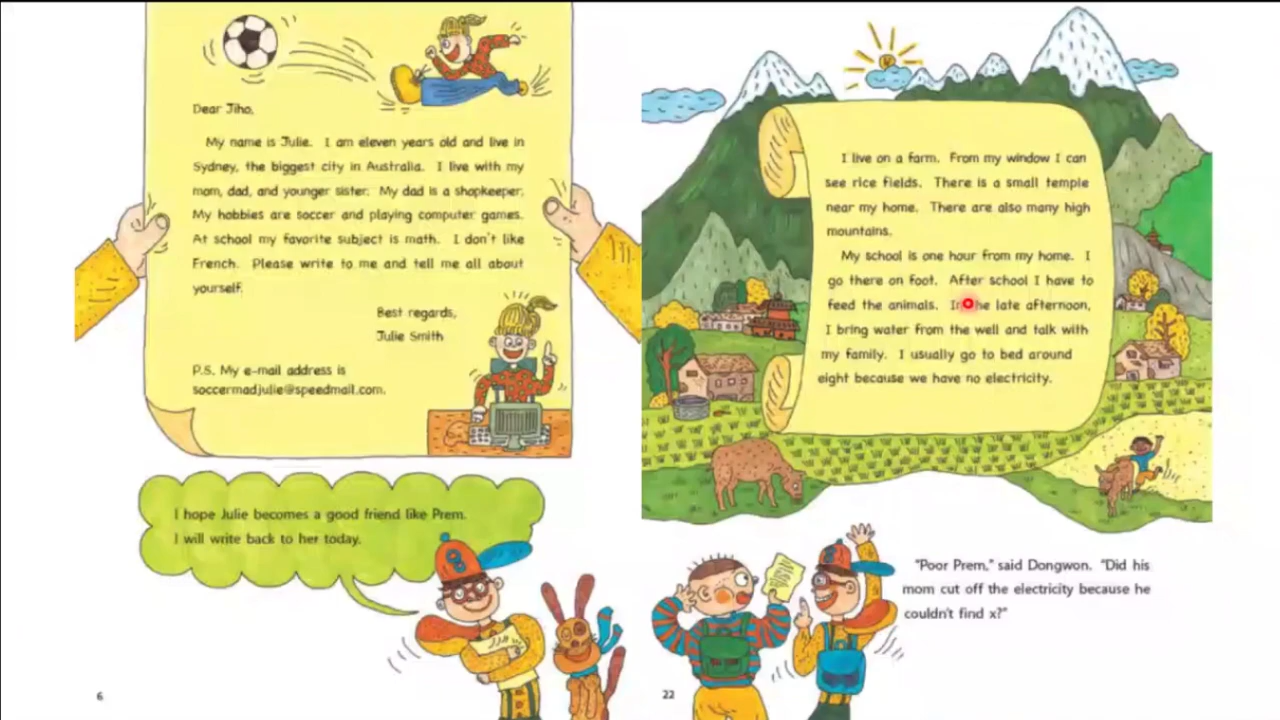 Dear Jiho,
My name is Julie. I am eleven years old and live in
Sydney, the biggest city in Australia. I live with my
mom, dad, and younger sister. My dad is a shopkeeper.
My hobbies are soccer and playing computer games.
At school my favorite subject is math. I don't like
French. Please write to me and tell me all about
yourself.
Best regards,
Julie Smith
P.S. My e-mail address is
soccermadjulie@speedmail.com.
I hope Julie becomes a good friend like Prem.
I will write back to her today.
6
I live on a farm. From my window I can
see rice fields. There is a small temple
near my home. There are also many high
mountains.
My school is one hour from my home. I
go there on foot. After school I have to
feed the animals. In the late afternoon,
I bring water from the well and talk with
my family. I usually go to bed around
eight because we have no electricity.
"Poor Prem," said Dongwon. "Did his
mom cut off the electricity because he
couldn't find x?"
22